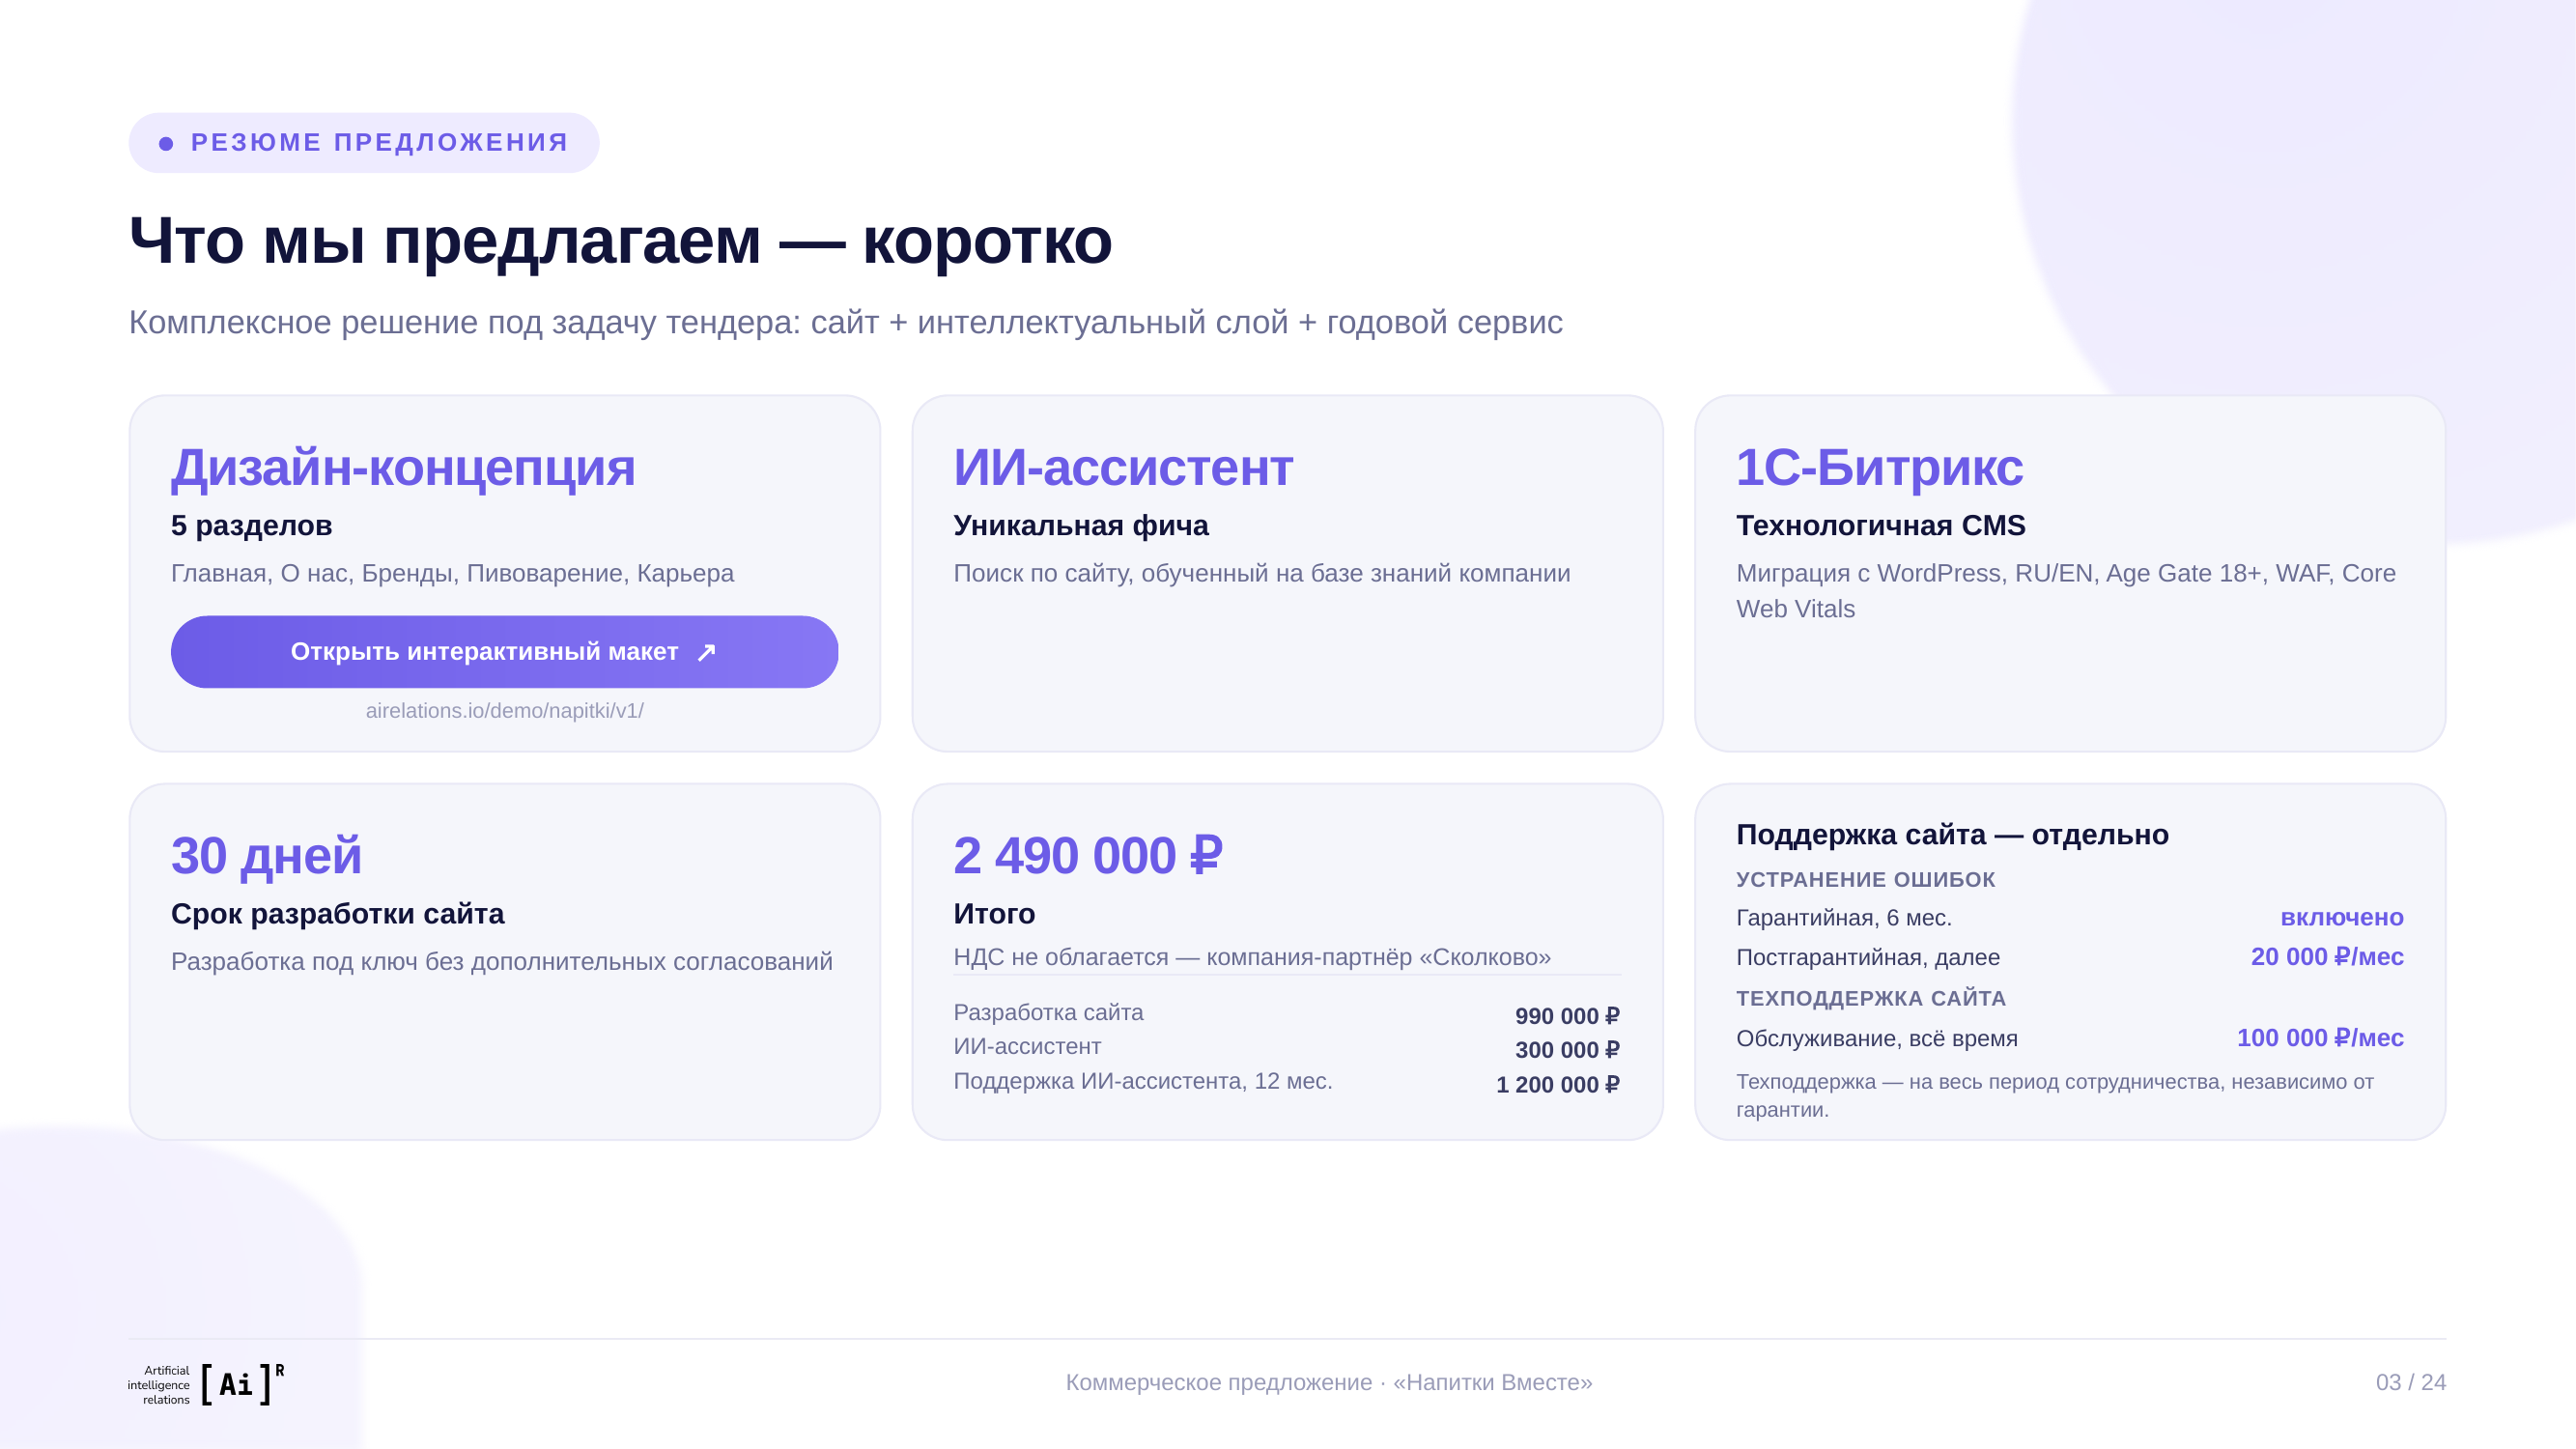 РЕЗЮМЕ ПРЕДЛОЖЕНИЯ
Что мы предлагаем — коротко
Комплексное решение под задачу тендера: сайт + интеллектуальный слой + годовой сервис
Дизайн-концепция
5 разделов
Главная, О нас, Бренды, Пивоварение, Карьера
Открыть интерактивный макет ↗
airelations.io/demo/napitki/v1/
ИИ-ассистент
Уникальная фича
Поиск по сайту, обученный на базе знаний компании
1С-Битрикс
Технологичная CMS
Миграция с WordPress, RU/EN, Age Gate 18+, WAF, Core
Web Vitals
30 дней
Срок разработки сайта
Разработка под ключ без дополнительных согласований
2 490 000 ₽
Итого
НДС не облагается — компания-партнёр «Сколково»
Разработка сайта 990 000 ₽
ИИ-ассистент 300 000 ₽
Поддержка ИИ-ассистента, 12 мес. 1 200 000 ₽
Поддержка сайта — отдельно
УСТРАНЕНИЕ ОШИБОК
Гарантийная, 6 мес. включено
Постгарантийная, далее 20 000 ₽/мес
ТЕХПОДДЕРЖКА САЙТА
Обслуживание, всё время 100 000 ₽/мес
Техподдержка — на весь период сотрудничества, независимо от
гарантии.
Artificial
intelligence
relations
[Ai]R
Коммерческое предложение · «Напитки Вместе»
03 / 24